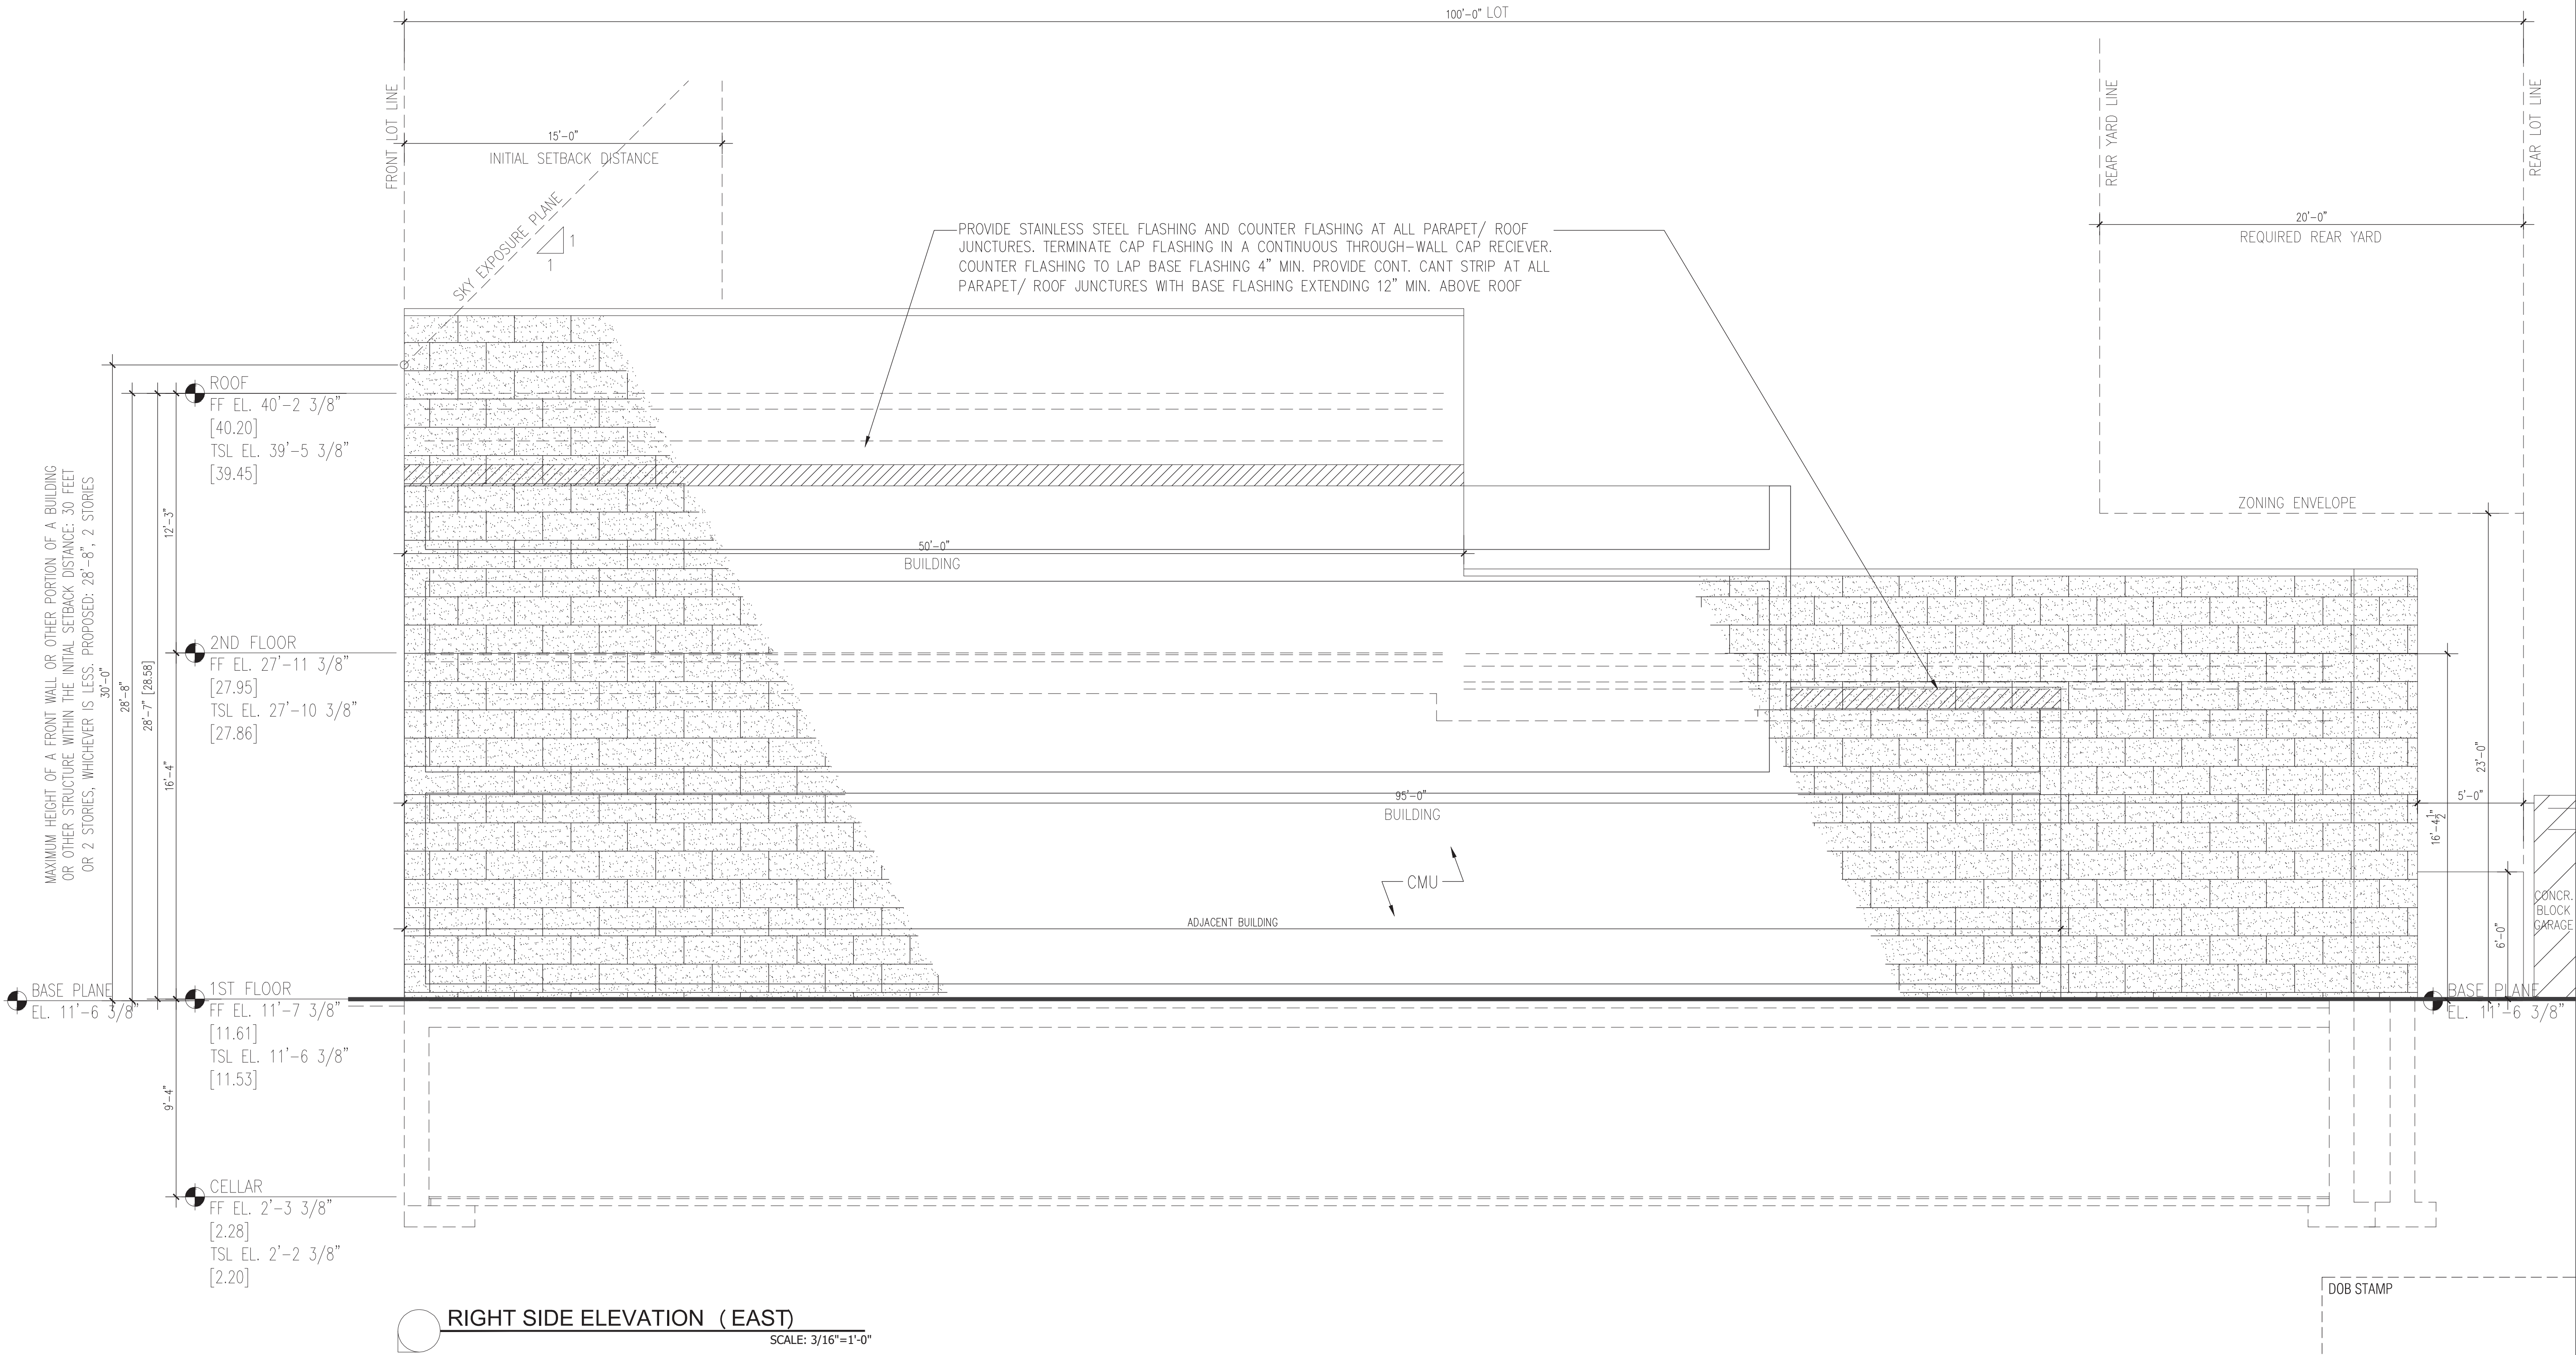 100'-0" LOT
FRONT LOT LINE
15'-0"
INITIAL SETBACK DISTANCE
SKY EXPOSURE PLANE
1
1
PROVIDE STAINLESS STEEL FLASHING AND COUNTER FLASHING AT ALL PARAPET/ ROOF
JUNCTURES. TERMINATE CAP FLASHING IN A CONTINUOUS THROUGH-WALL CAP RECIEVER.
COUNTER FLASHING TO LAP BASE FLASHING 4" MIN. PROVIDE CONT. CANT STRIP AT ALL
PARAPET/ ROOF JUNCTURES WITH BASE FLASHING EXTENDING 12" MIN. ABOVE ROOF
REAR YARD LINE
REAR LOT LINE
20'-0"
REQUIRED REAR YARD
ZONING ENVELOPE
MAXIMUM HEIGHT OF A FRONT WALL OR OTHER PORTION OF A BUILDING
OR OTHER STRUCTURE WITHIN THE INITIAL SETBACK DISTANCE: 30 FEET
OR 2 STORIES, WHICHEVER IS LESS. PROPOSED: 28'-8", 2 STORIES
30'-0"
28'-8"
28'-7" [28.58]
12'-3"
16'-4"
9'-4"
ROOF
FF EL. 40'-2 3/8"
[40.20]
TSL EL. 39'-5 3/8"
[39.45]
2ND FLOOR
FF EL. 27'-11 3/8"
[27.95]
TSL EL. 27'-10 3/8"
[27.86]
BASE PLANE
EL. 11'-6 3/8"
1ST FLOOR
FF EL. 11'-7 3/8"
[11.61]
TSL EL. 11'-6 3/8"
[11.53]
CELLAR
FF EL. 2'-3 3/8"
[2.28]
TSL EL. 2'-2 3/8"
[2.20]
50'-0"
BUILDING
95'-0"
BUILDING
CMU
ADJACENT BUILDING
23'-0"
16'-4 1/2"
5'-0"
6'-0"
CONCR.
BLOCK
GARAGE
BASE PLANE
EL. 11'-6 3/8"
RIGHT SIDE ELEVATION (EAST)
SCALE: 3/16"=1'-0"
DOB STAMP